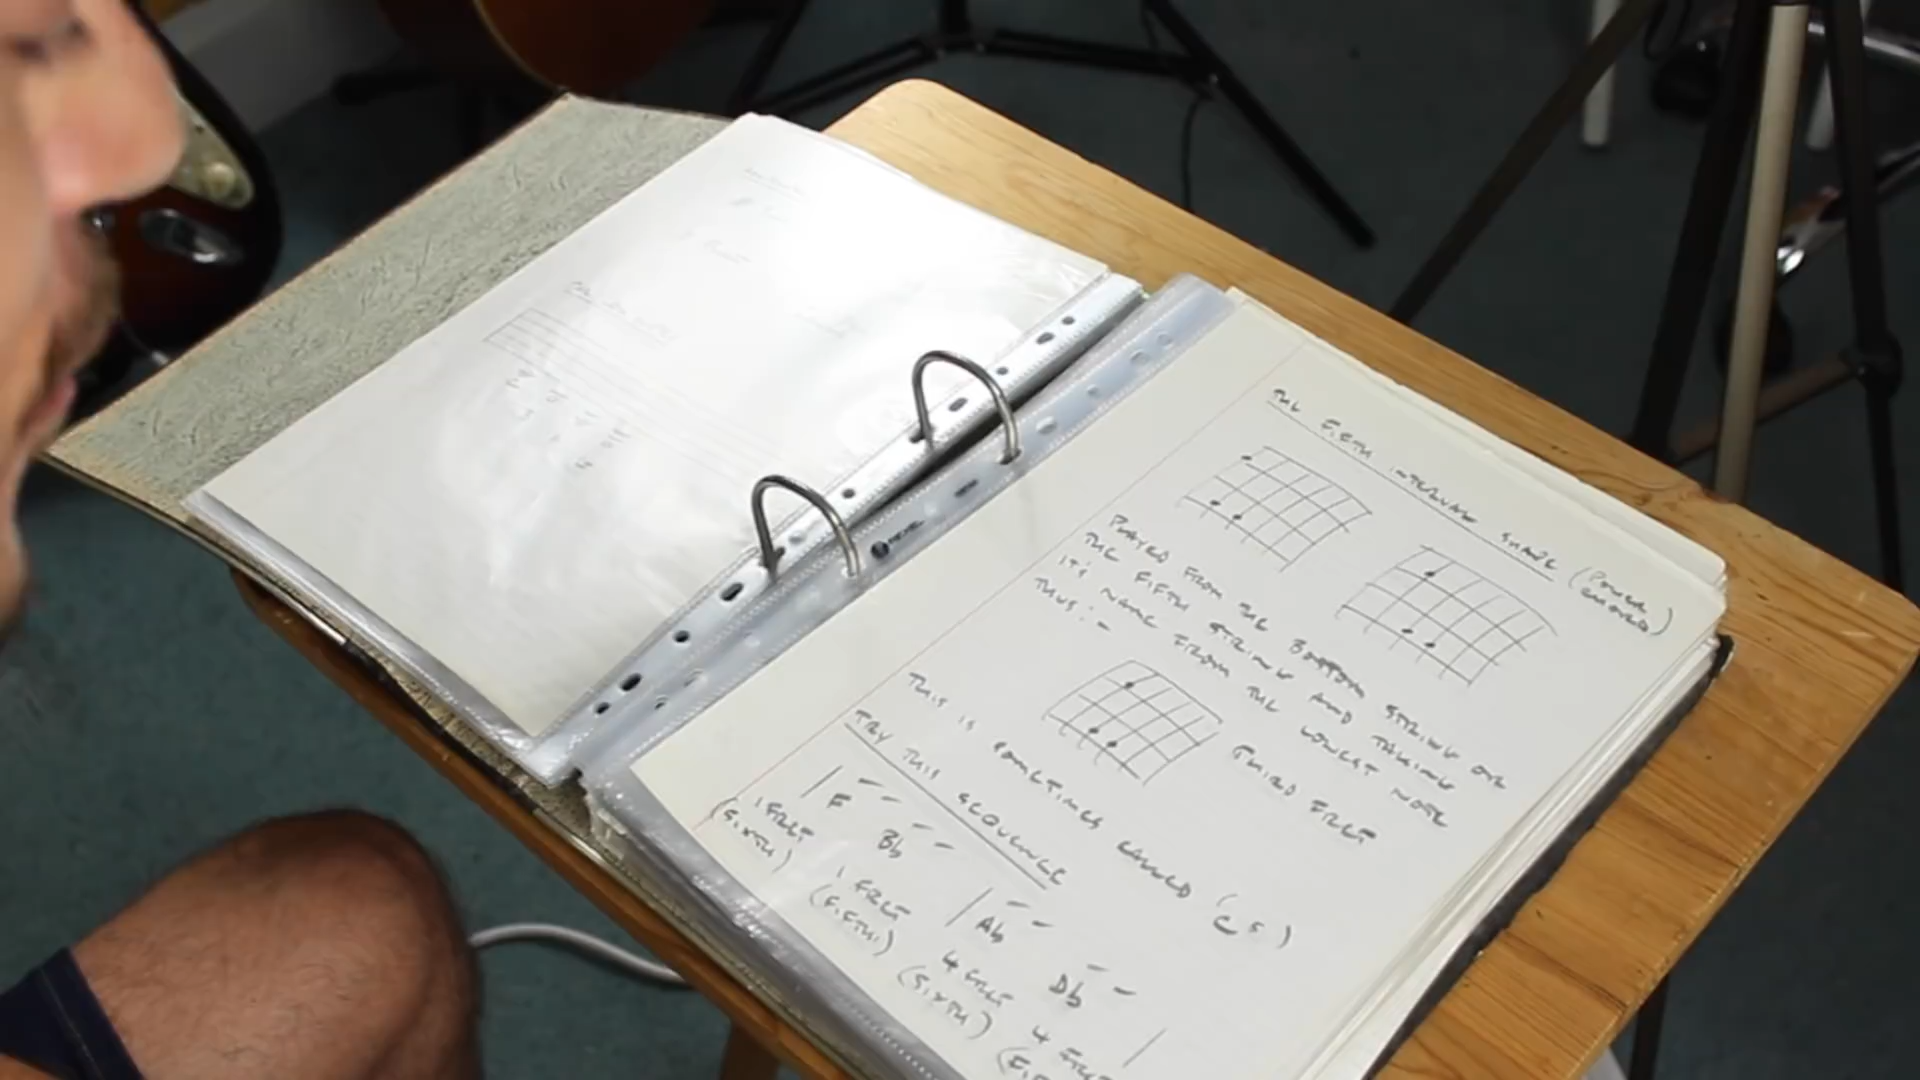 THE FIFTH INTERVAL SHAPE (POWER CHORD)
PLAYED FROM THE BOTTOM STRING OR
THE FIFTH STRING AND TAKING
IT'S NAME FROM THE LOWEST NOTE
THUS:-
THIRD FRET
THIS IS SOMETIMES CALLED (C5)
TRY THIS SEQUENCE
| F Bb | Ab Db |
1 FRET 1 FRET 4 FRET 4 FRET
(SIXTH) (FIFTH) (SIXTH)
REXEL